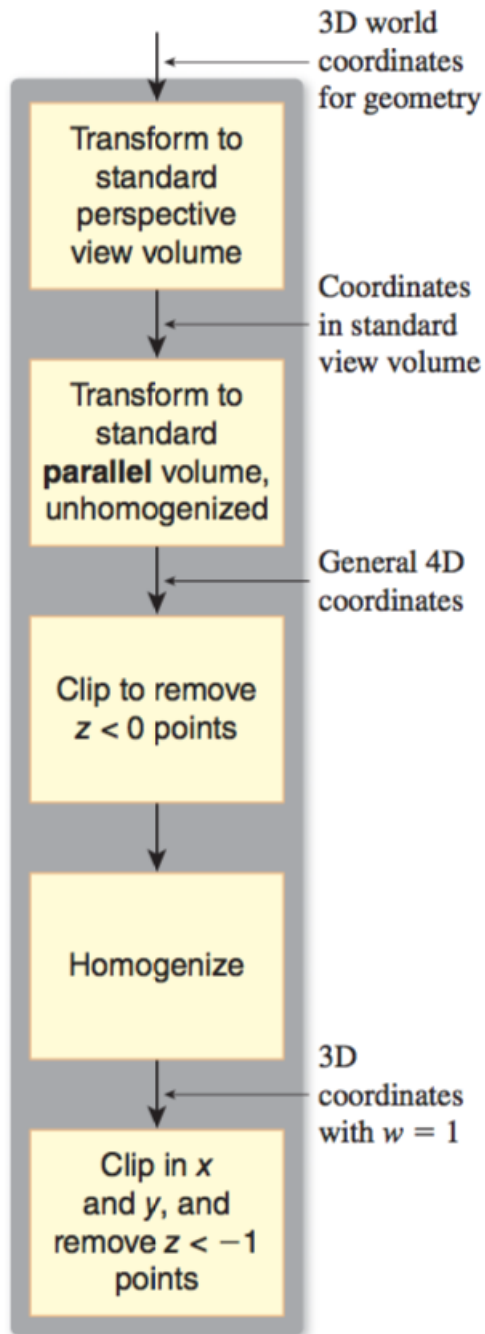 3D world
coordinates
for geometry
Transform to
standard
perspective
view volume
Coordinates
in standard
view volume
Transform to
standard
parallel volume,
unhomogenized
General 4D
coordinates
Clip to remove
z < 0 points
Homogenize
3D
coordinates
with w = 1
Clip in x
and y, and
remove z < −1
points